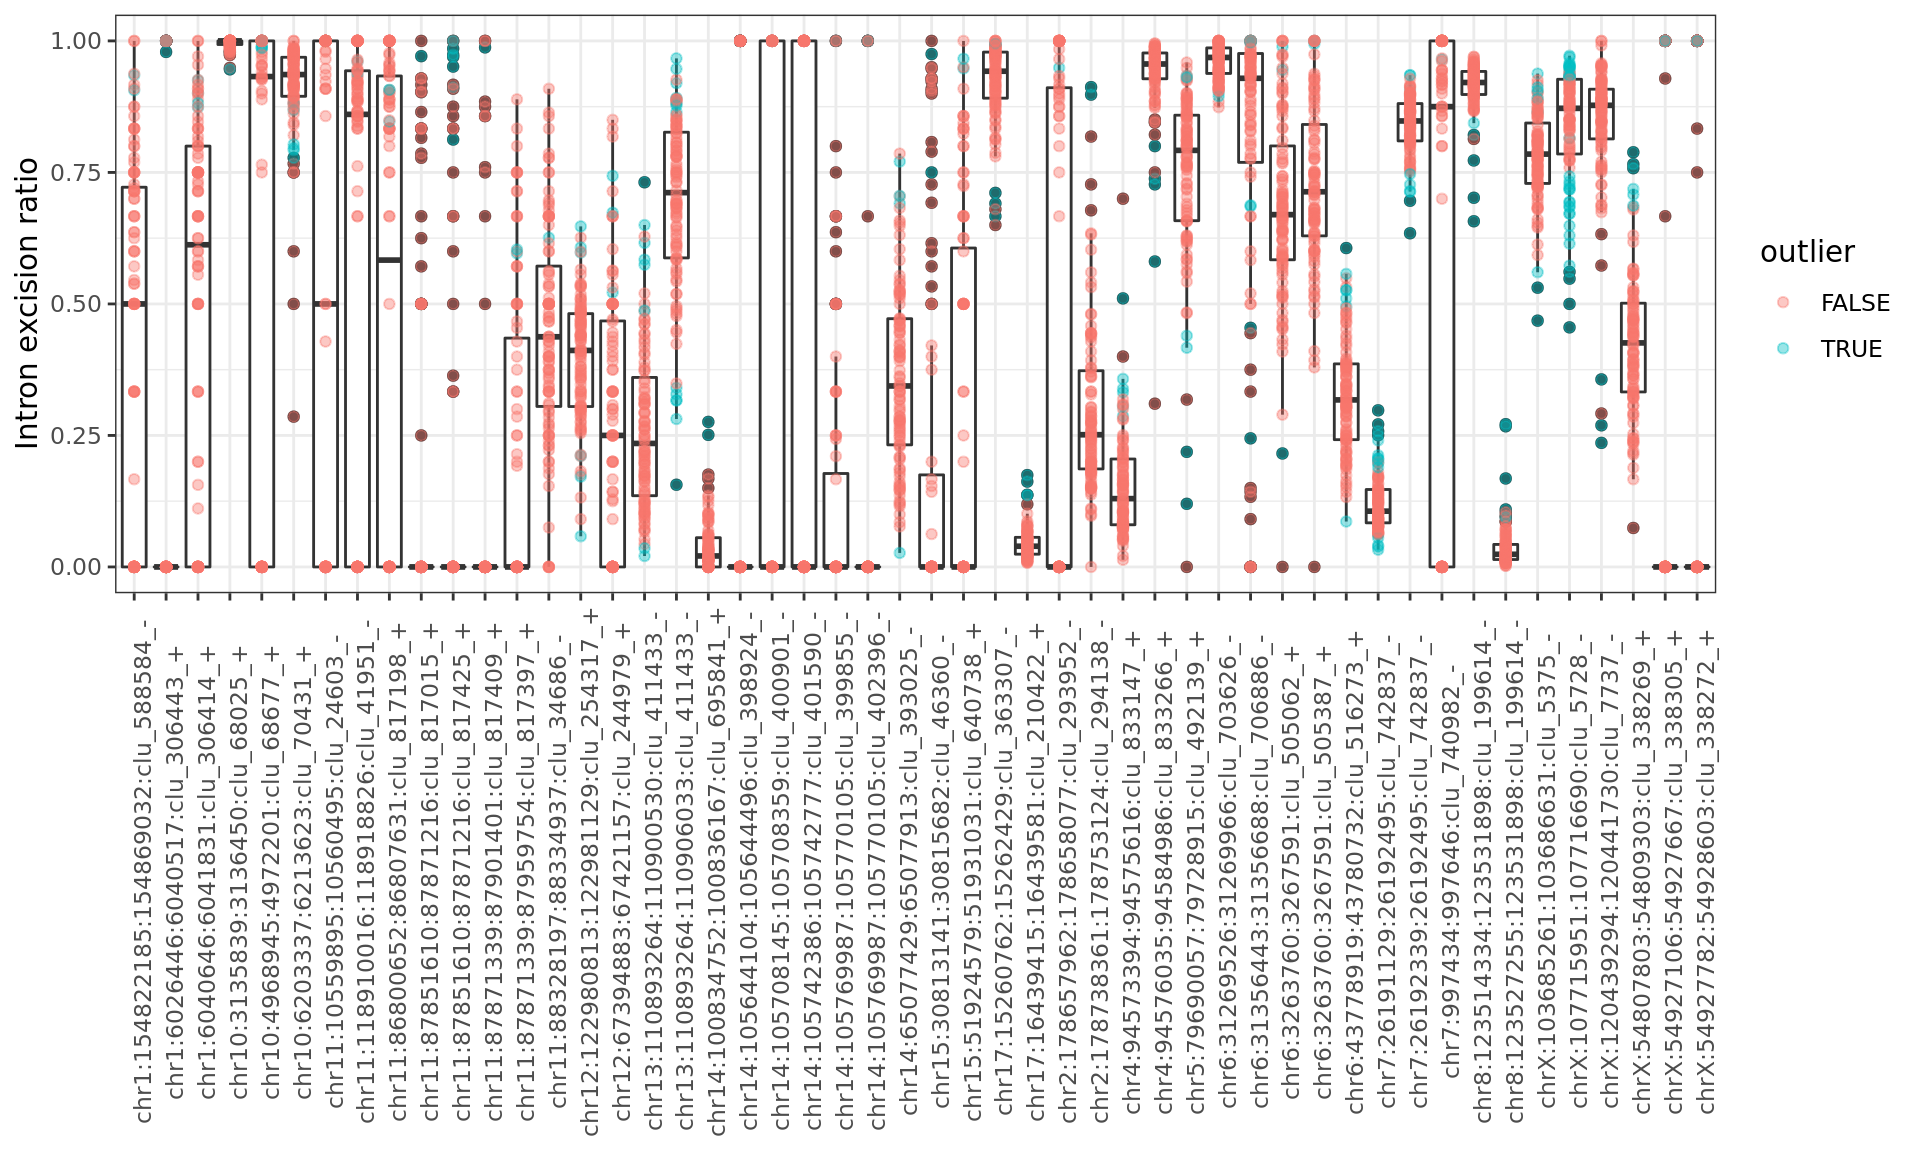 Intron excision ratio
1.00
0.75
0.50
0.25
0.00
chr1:154822185:154869032:clu_588584_-
chr1:6026446:6040517:clu_306443_+
chr1:6040646:6041831:clu_306414_+
chr10:3135839:3136450:clu_68025_+
chr10:4968945:4972201:clu_68677_+
chr10:6203337:6213623:clu_70431_+
chr11:10559895:10560495:clu_24603_-
chr11:118910016:118918826:clu_41951_-
chr11:86800652:86807631:clu_817198_+
chr11:87851610:87871216:clu_817015_+
chr11:87851610:87871216:clu_817425_+
chr11:87871339:87901401:clu_817409_+
chr11:87871339:87959754:clu_817397_+
chr11:88328197:88334937:clu_34686_-
chr12:122980813:122981129:clu_254317_+
chr12:67394883:67421157:clu_244979_+
chr13:110893264:110900530:clu_411433_-
chr13:110893264:110906033:clu_411433_-
chr14:100834752:100836167:clu_695841_+
chr14:105644104:105644496:clu_398924_-
chr14:105708145:105708359:clu_400901_-
chr14:105742386:105742777:clu_401590_-
chr14:105769987:105770105:clu_399855_-
chr14:105769987:105770105:clu_402396_-
chr14:65077429:65077913:clu_393025_-
chr15:30813141:30815682:clu_46360_-
chr15:51924579:51931031:clu_640738_+
chr17:15260762:15262429:clu_363307_-
chr17:16439415:16439581:clu_210422_+
chr2:178657962:178658077:clu_293952_-
chr2:178738361:178753124:clu_294138_-
chr4:94573394:94575616:clu_833147_+
chr4:94576035:94584986:clu_833266_+
chr5:79690057:79728915:clu_492139_+
chr6:31269526:31269966:clu_703626_-
chr6:31356443:31356688:clu_706886_-
chr6:32637606:32637591:clu_505062_+
chr6:32637606:32637591:clu_505387_+
chr6:43778919:43780732:clu_516273_+
chr7:26191129:26192495:clu_742837_-
chr7:26192339:26192495:clu_742837_-
chr7:997434:997646:clu_740982_-
chr8:123514334:123531898:clu_199614_-
chr8:123527255:123531898:clu_199614_-
chrX:103685261:103686631:clu_5375_-
chrX:107715951:107716690:clu_5728_-
chrX:120439294:120441730:clu_7737_-
chrX:54807803:54809303:clu_338269_+
chrX:54927106:54927667:clu_338305_+
chrX:54927782:54928603:clu_338272_+
outlier
FALSE
TRUE